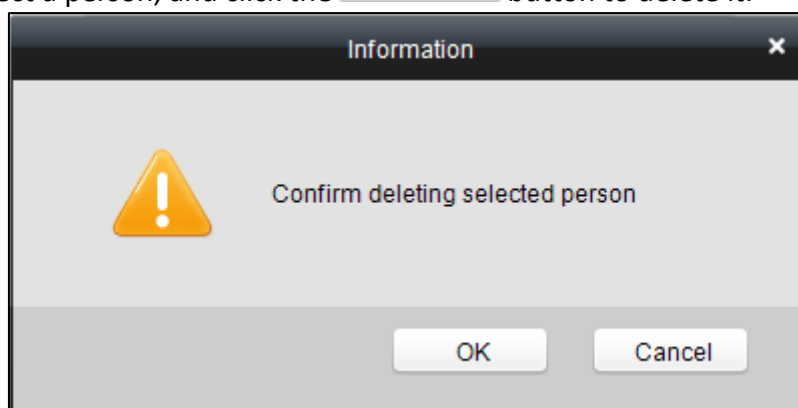 a person, and click the button to delete it.
Information
Confirm deleting selected person
OK Cancel